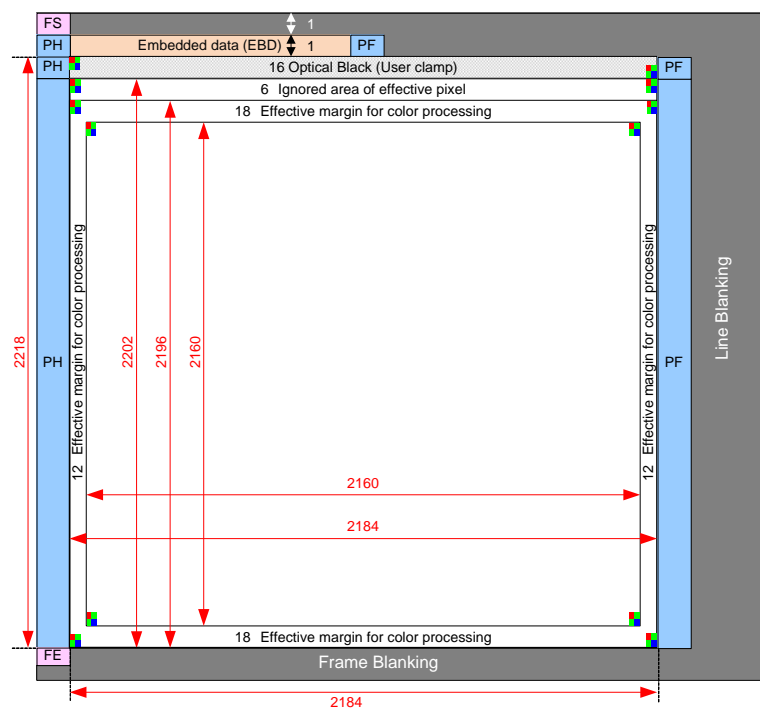 FS
1
PH
Embedded data (EBD)
1
PF
PH
16 Optical Black (User clamp)
PF
6 Ignored area of effective pixel
18 Effective margin for color processing
12 Effective margin for color processing
12 Effective margin for color processing
Line Blanking
2218
PH
2202
2196
2160
PF
2160
2184
18 Effective margin for color processing
FE
Frame Blanking
2184